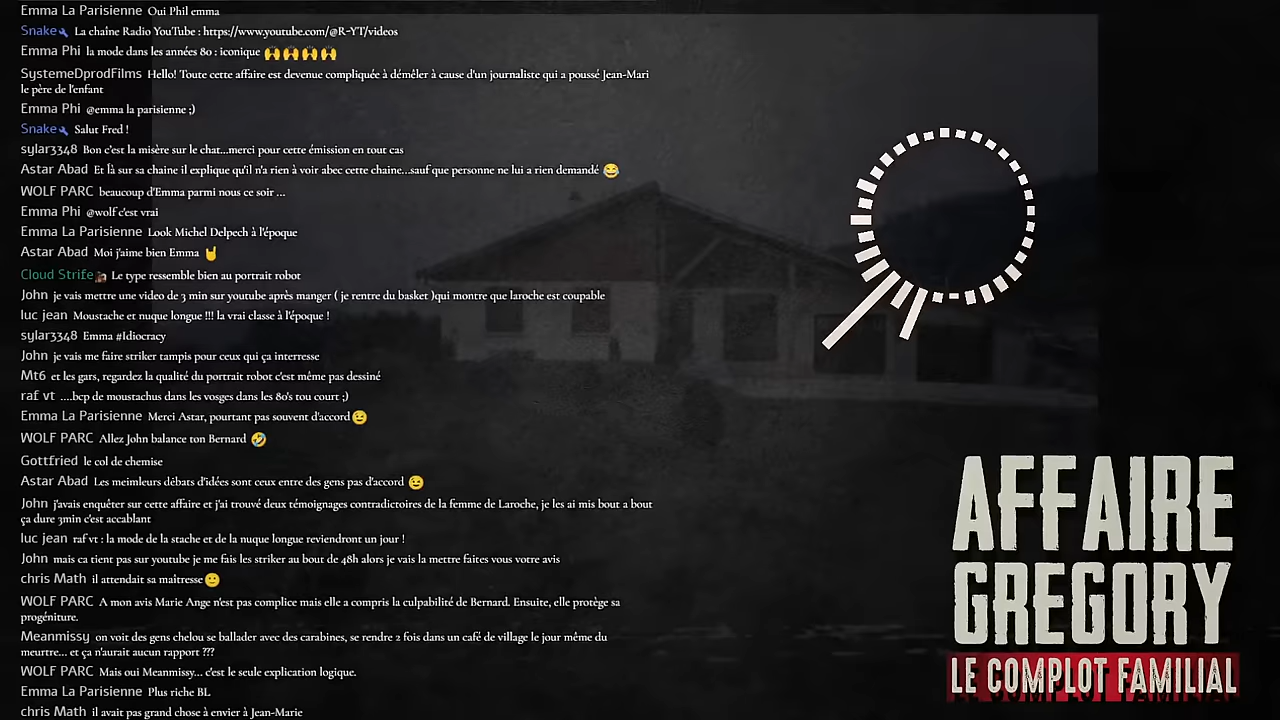 Emma La Parisienne Oui Phil emma
Snake🔧 La chaîne Radio YouTube : https://www.youtube.com/@R-YT/videos
Emma Phi la mode dans les années 80 : iconique 🙌🙌🙌🙌
SystemeDprodFilms Hello! Toute cette affaire est devenue compliquée à démêler à cause d'un journaliste qui a poussé Jean-Mari
le père de l'enfant
Emma Phi @emma la parisienne ;)
Snake🔧 Salut Fred !
sylar3348 Bon c'est la misère sur le chat...merci pour cette émission en tout cas
Astar Abad Et là sur sa chaine il explique qu'il n'a rien à voir avec cette chaine...sauf que personne ne lui a rien demandé 😂
WOLF PARC beaucoup d'Emma parmi nous ce soir ...
Emma Phi @wolf c'est vrai
Emma La Parisienne Look Michel Delpech à l'époque
Astar Abad Moi j'aime bien Emma 🤘
Cloud Strife Le type ressemble bien au portrait robot
John je vais mettre une video de 3 min sur youtube après manger ( je rentre du basket )qui montre que laroche est coupable
luc jean Moustache et nuque longue !!! la vrai classe à l'époque !
sylar3348 Emma #Idiocracy
John je vais me faire striker tampis pour ceux qui ça interresse
Mt6 et les gars, regardez la qualité du portrait robot c'est même pas dessiné
raf vt ....bcp de moustachus dans les vosges dans les 80's tou court ;)
Emma La Parisienne Merci Astar, pourtant pas souvent d'accord😉
WOLF PARC Allez John balance ton Bernard 🤣
Gottfried le col de chemise
Astar Abad Les meimleurs débats d'idées sont ceux entre des gens pas d'accord 😉
John j'avais enquêter sur cette affaire et j'ai trouvé deux témoignages contradictoires de la femme de Laroche, je les ai mis bout a bout
ça dure 3min c'est accablant
luc jean raf vt : la mode de la stache et de la nuque longue reviendront un jour !
John mais ca tient pas sur youtube je me fais les striker au bout de 48h alors je vais la mettre faites vous votre avis
chris Math il attendait sa maitresse🙂
WOLF PARC A mon avis Marie Ange n'est pas complice mais elle a compris la culpabilité de Bernard. Ensuite, elle protège sa
progéniture.
Meanmissy on voit des gens chelou se ballader avec des carabines, se rendre 2 fois dans un café de village le jour même du
meurtre... et ça n'aurait aucun rapport ???
WOLF PARC Mais oui Meanmissy... c'est le seule explication logique.
Emma La Parisienne Plus riche BL
chris Math il avait pas grand chose à envier à Jean-Marie
AFFAIRE
GREGORY
LE COMPLOT FAMILIAL